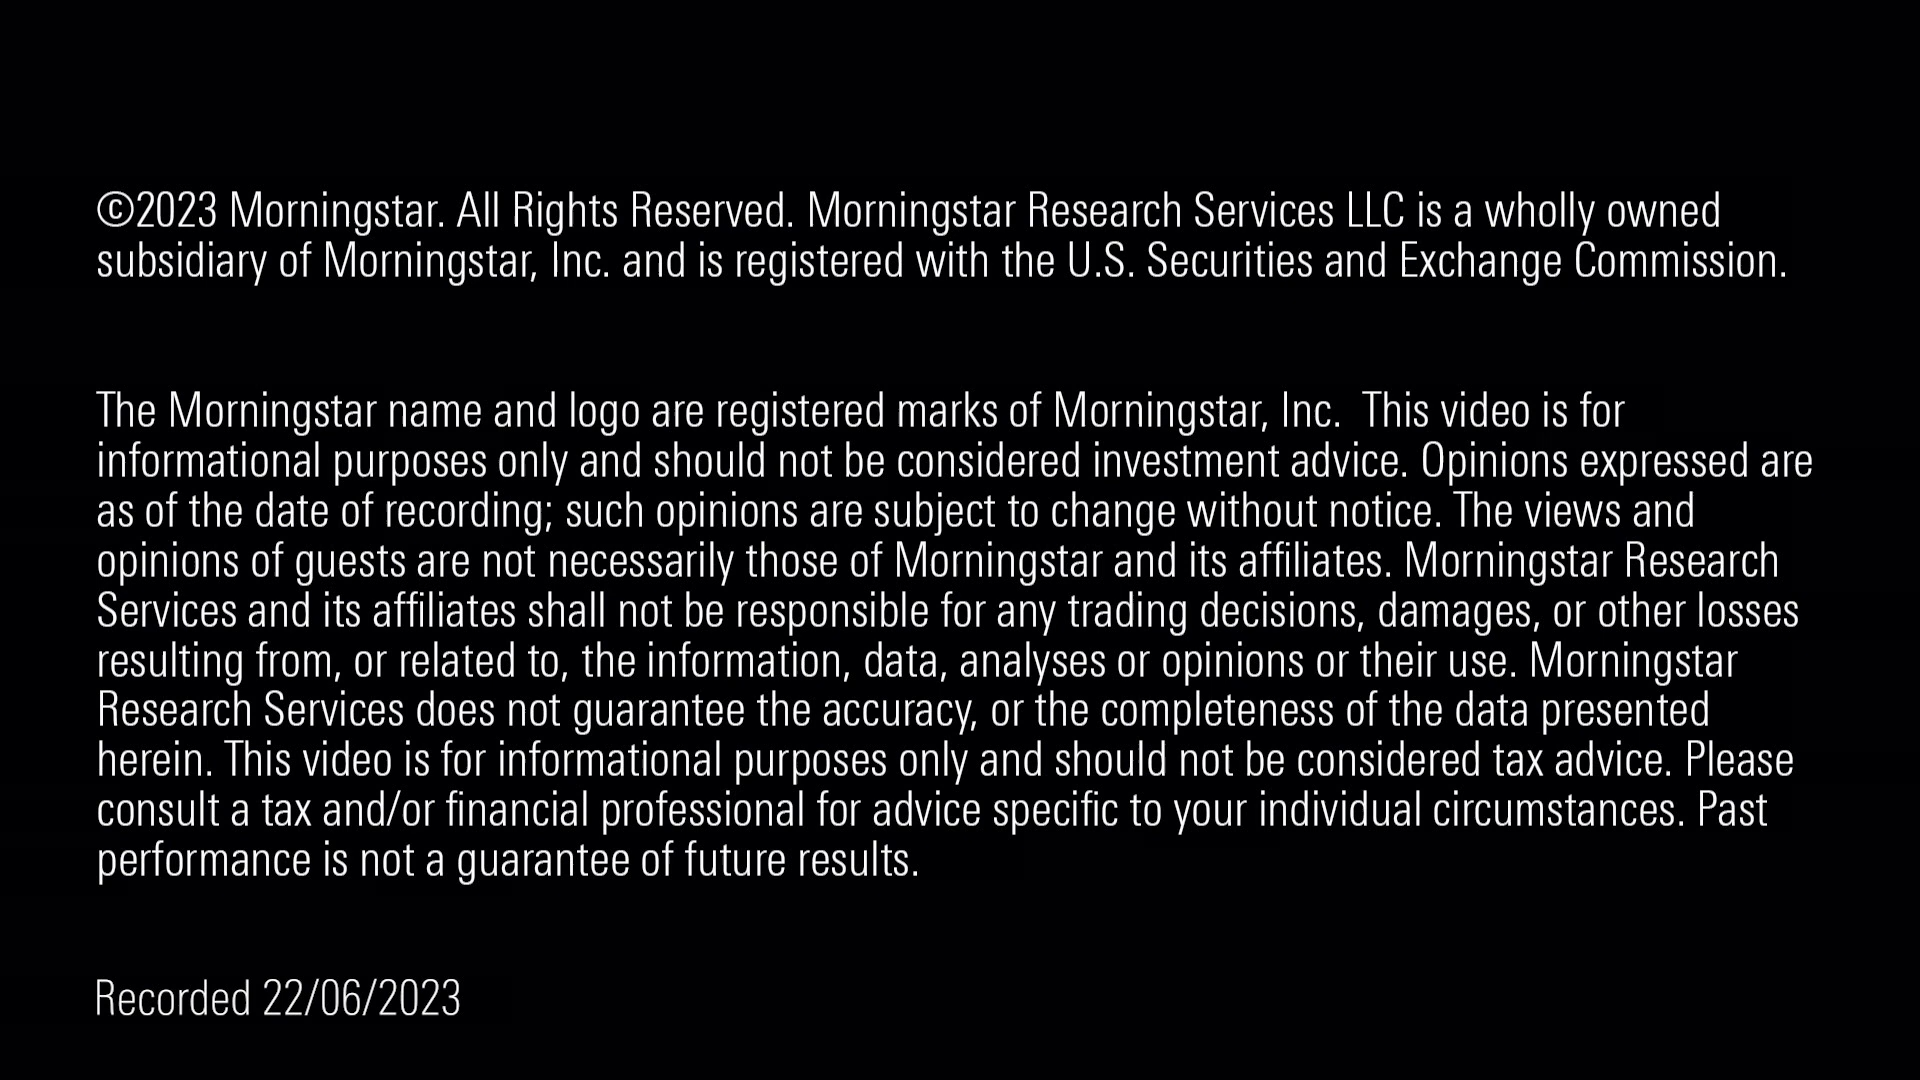 ©2023 Morningstar. All Rights Reserved. Morningstar Research Services LLC is a wholly owned
subsidiary of Morningstar, Inc. and is registered with the U.S. Securities and Exchange Commission.
The Morningstar name and logo are registered marks of Morningstar, Inc.  This video is for
informational purposes only and should not be considered investment advice. Opinions expressed are
as of the date of recording; such opinions are subject to change without notice. The views and
opinions of guests are not necessarily those of Morningstar and its affiliates. Morningstar Research
Services and its affiliates shall not be responsible for any trading decisions, damages, or other losses
resulting from, or related to, the information, data, analyses or opinions or their use. Morningstar
Research Services does not guarantee the accuracy, or the completeness of the data presented
herein. This video is for informational purposes only and should not be considered tax advice. Please
consult a tax and/or financial professional for advice specific to your individual circumstances. Past
performance is not a guarantee of future results.
Recorded 22/06/2023